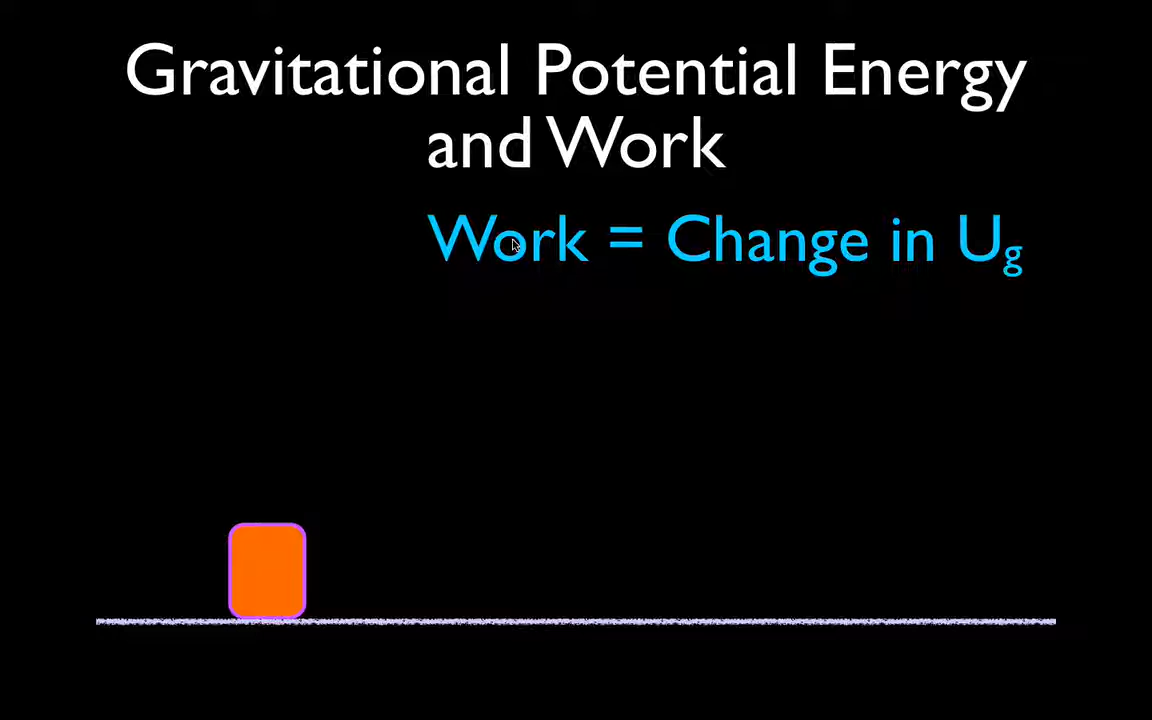 Gravitational Potential Energy
and Work
Work = Change in Ug